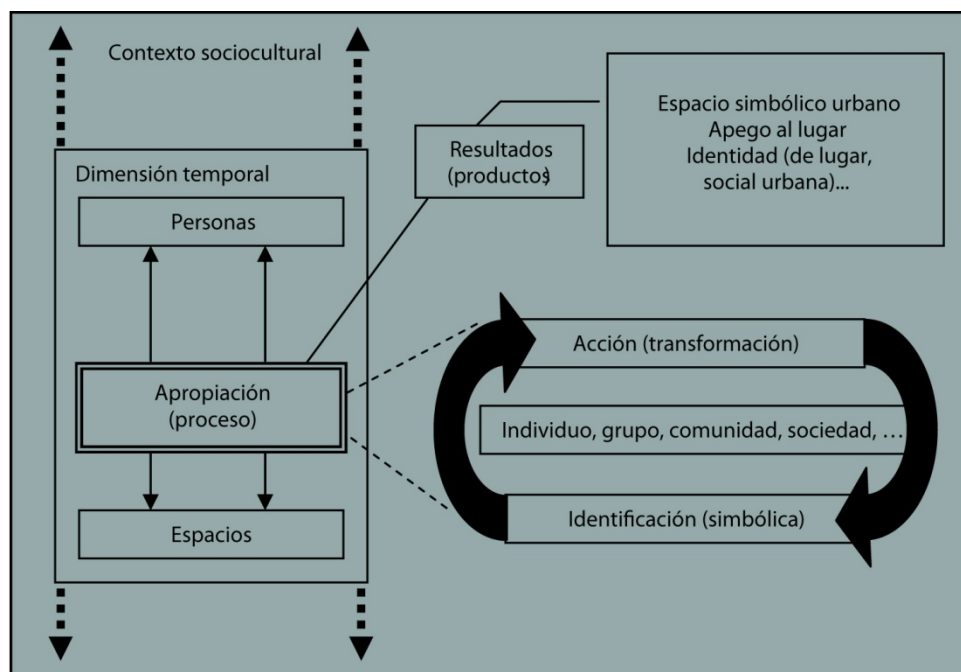 Contexto sociocultural
Dimensión temporal
Personas
Apropiación
(proceso)
Espacios
Resultados
(productos)
Espacio simbólico urbano
Apego al lugar
Identidad (de lugar,
social urbana)...
Acción (transformación)
Individuo, grupo, comunidad, sociedad, ...
Identificación (simbólica)